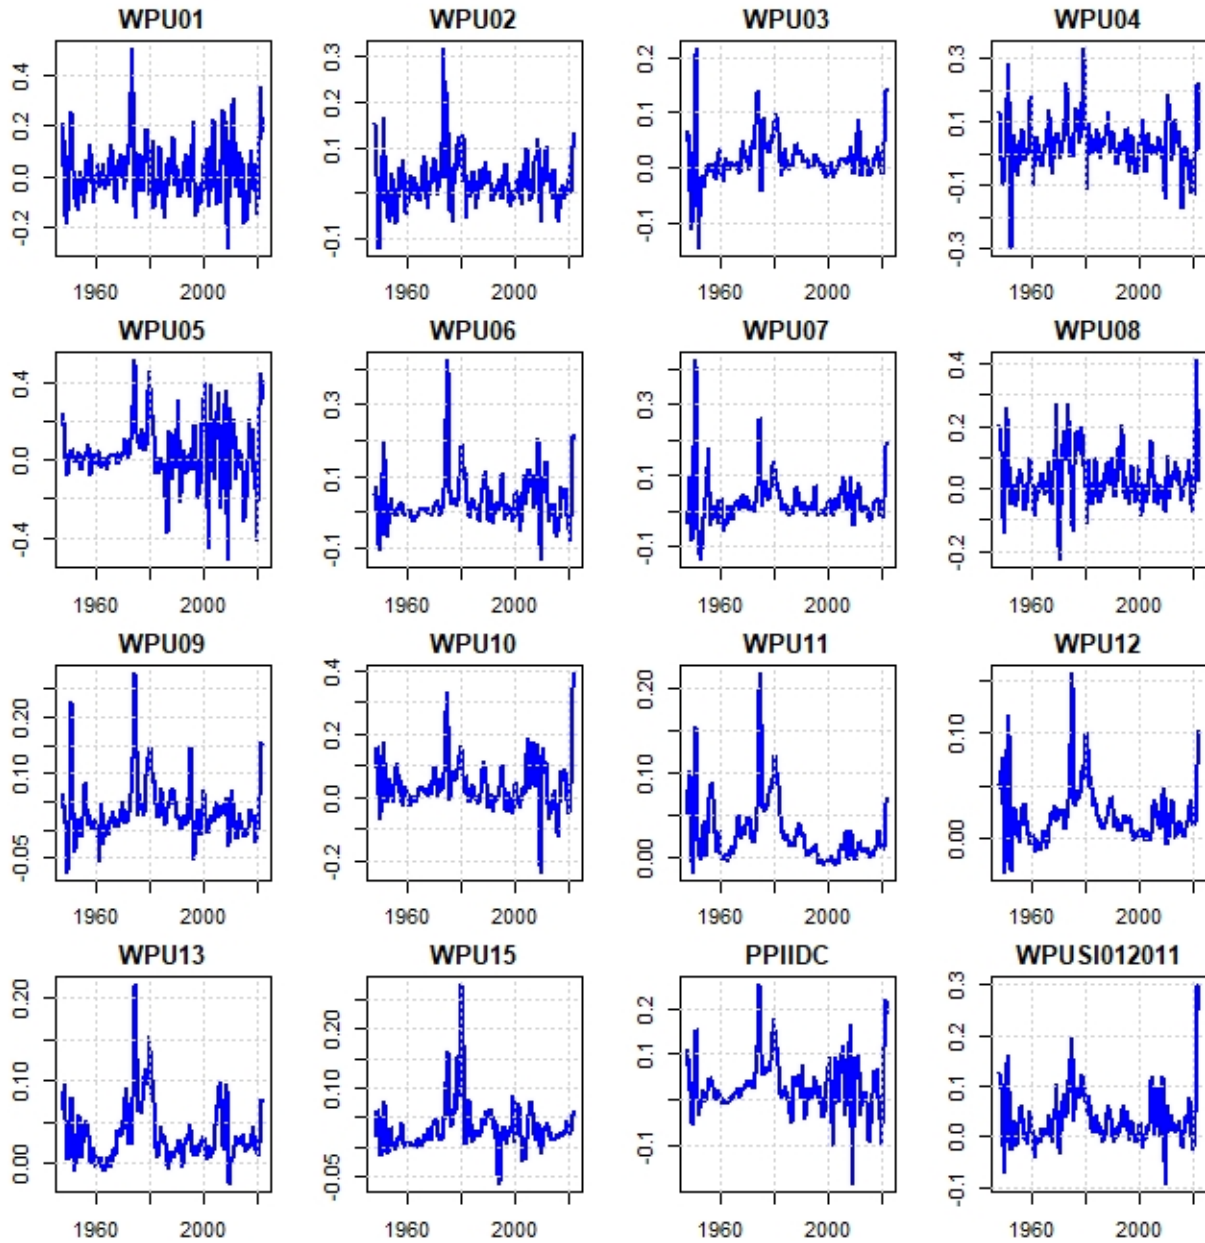 WPU01 WPU02 WPU03 WPU04
-0.2 0.0 0.2 0.4
-0.1 0.1 0.2 0.3
-0.1 0.0 0.1 0.2
-0.3 -0.1 0.1 0.3
1960 2000 1960 2000 1960 2000 1960 2000
WPU05 WPU06 WPU07 WPU08
-0.4 0.0 0.4
-0.1 0.1 0.3
-0.1 0.1 0.3
-0.2 0.0 0.2 0.4
1960 2000 1960 2000 1960 2000 1960 2000
WPU09 WPU10 WPU11 WPU12
-0.05 0.10 0.20
-0.2 0.0 0.2 0.4
0.00 0.10 0.20
0.00 0.10
1960 2000 1960 2000 1960 2000 1960 2000
WPU13 WPU15 PPIIDC WPUSI012011
0.00 0.10 0.20
-0.05 0.10 0.20
-0.1 0.1 0.2
-0.1 0.0 0.1 0.2 0.3
1960 2000 1960 2000 1960 2000 1960 2000